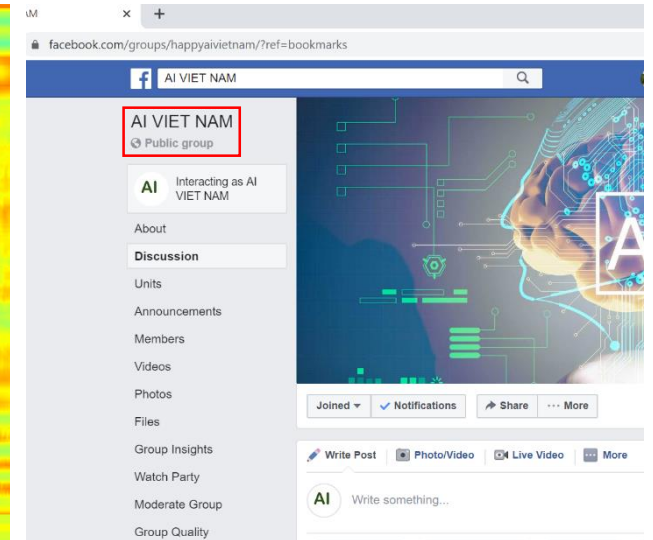 AM
facebook.com/groups/happyaivietnam/?ref=bookmarks
AI VIET NAM
AI VIET NAM
Public group
AI
Interacting as AI
VIET NAM
About
Discussion
Units
Announcements
Members
Videos
Photos
Files
Group Insights
Watch Party
Moderate Group
Group Quality
A
Joined
Notifications
Share
More
Write Post
Photo/Video
Live Video
More
AI
Write something...